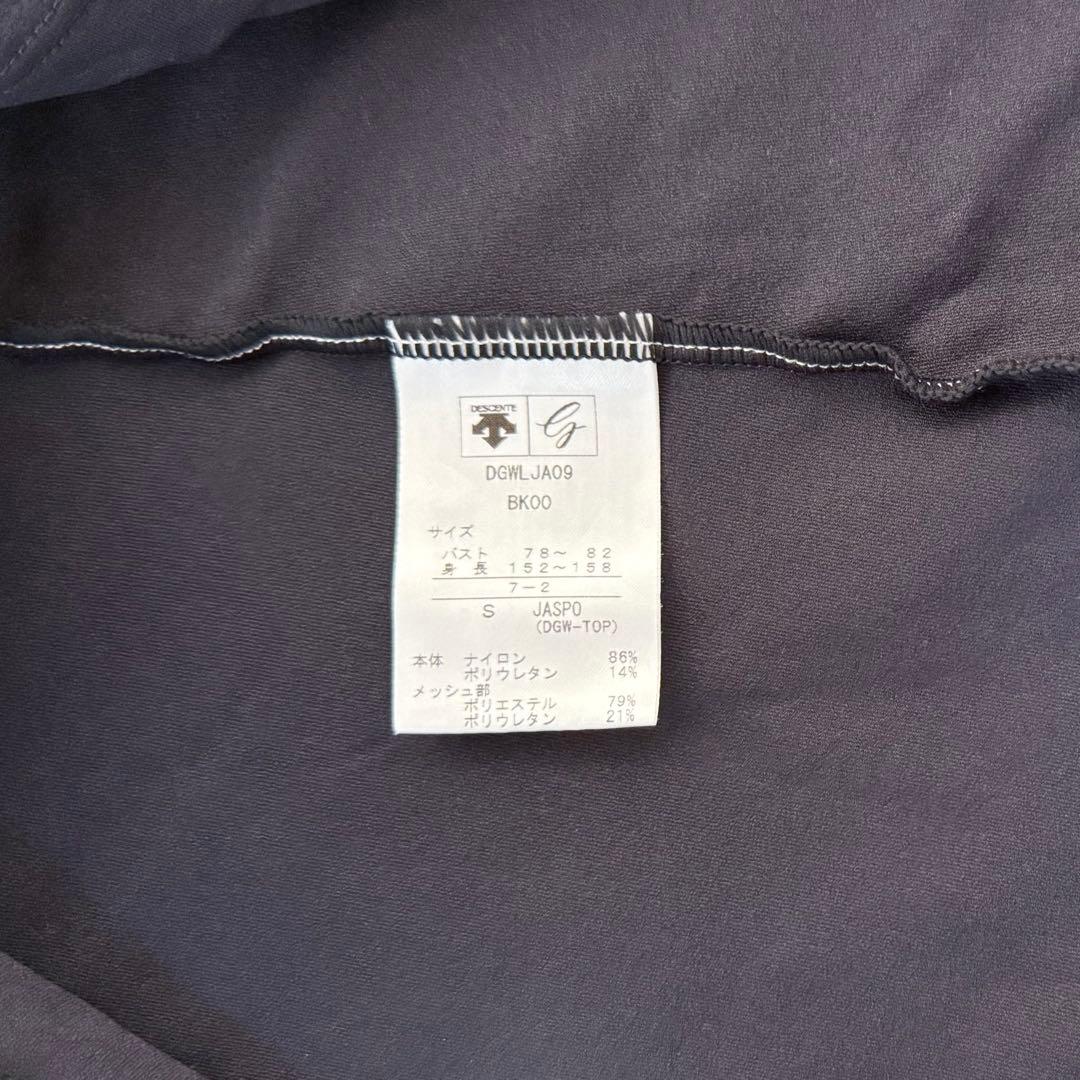 DESCENTE G
DGWLJA09
BK00
サイズ
バスト 78～ 82
身 長 152～158
7－2
S JASPO
(DGW-TOP)
本体 ナイロン 86%
ポリウレタン 14%
メッシュ部
ポリエステル 79%
ポリウレタン 21%